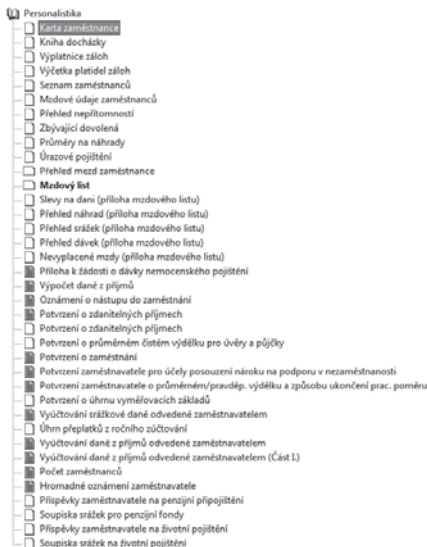 Personalistika
Karta zaměstnance
Kniha docházky
Výplatnice záloh
Výčetka platidel záloh
Seznam zaměstnanců
Mzdové údaje zaměstnanců
Přehled nepřítomností
Zbývající dovolená
Průměry na náhrady
Úrazové pojištění
Přehled mezd zaměstnance
Mzdový list
Slevy na dani (příloha mzdového listu)
Přehled náhrad (příloha mzdového listu)
Přehled srážek (příloha mzdového listu)
Přehled dávek (příloha mzdového listu)
Nevyplacené mzdy (příloha mzdového listu)
Příloha k žádosti o dávky nemocenského pojištění
Výpočet daně z příjmů
Oznámení o nástupu do zaměstnání
Potvrzení o zdanitelných příjmech
Potvrzení o zdanitelných příjmech
Potvrzení o průměrném čistém výdělku pro úvěry a půjčky
Potvrzení o zaměstnání
Potvrzení zaměstnavatele pro účely posouzení nároku na podporu v nezaměstnanosti
Potvrzení zaměstnavatele o průměrném/pravděp. výdělku a způsobu ukončení prac. poměru
Potvrzení o úhrnu vyměřovacích základů
Vyúčtování srážkové daně odvedené zaměstnavatelem
Úhrn přeplatků z ročního zúčtování
Vyúčtování daně z příjmů odvedené zaměstnavatelem
Vyúčtování daně z příjmů odvedené zaměstnavatelem (Část I.)
Počet zaměstnanců
Hromadné oznámení zaměstnavatele
Příspěvky zaměstnavatele na penzijní připojištění
Soupiska srážek pro penzijní fondy
Příspěvky zaměstnavatele na životní pojištění
Soupiska srážek na životní pojištění